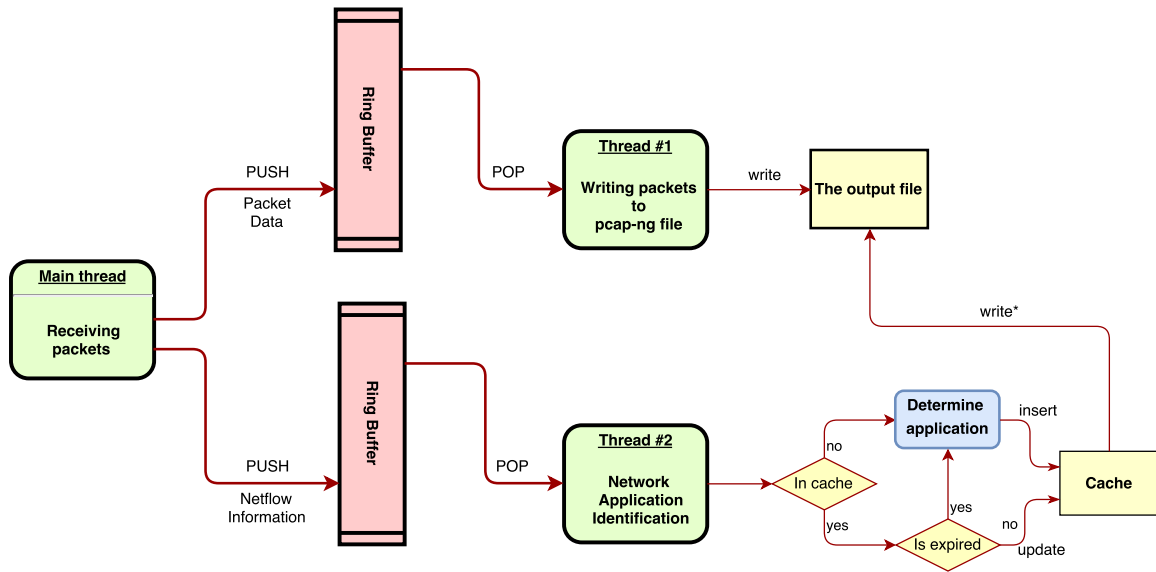 Main thread
Receiving
packets
PUSH
Packet
Data
Ring Buffer
POP
Thread #1
Writing packets
to
pcap-ng file
write
The output file
PUSH
Netflow
Information
Ring Buffer
POP
Thread #2
Network
Application
Identification
In cache
no
yes
Determine
application
Is expired
yes
no
update
insert
Cache
write*